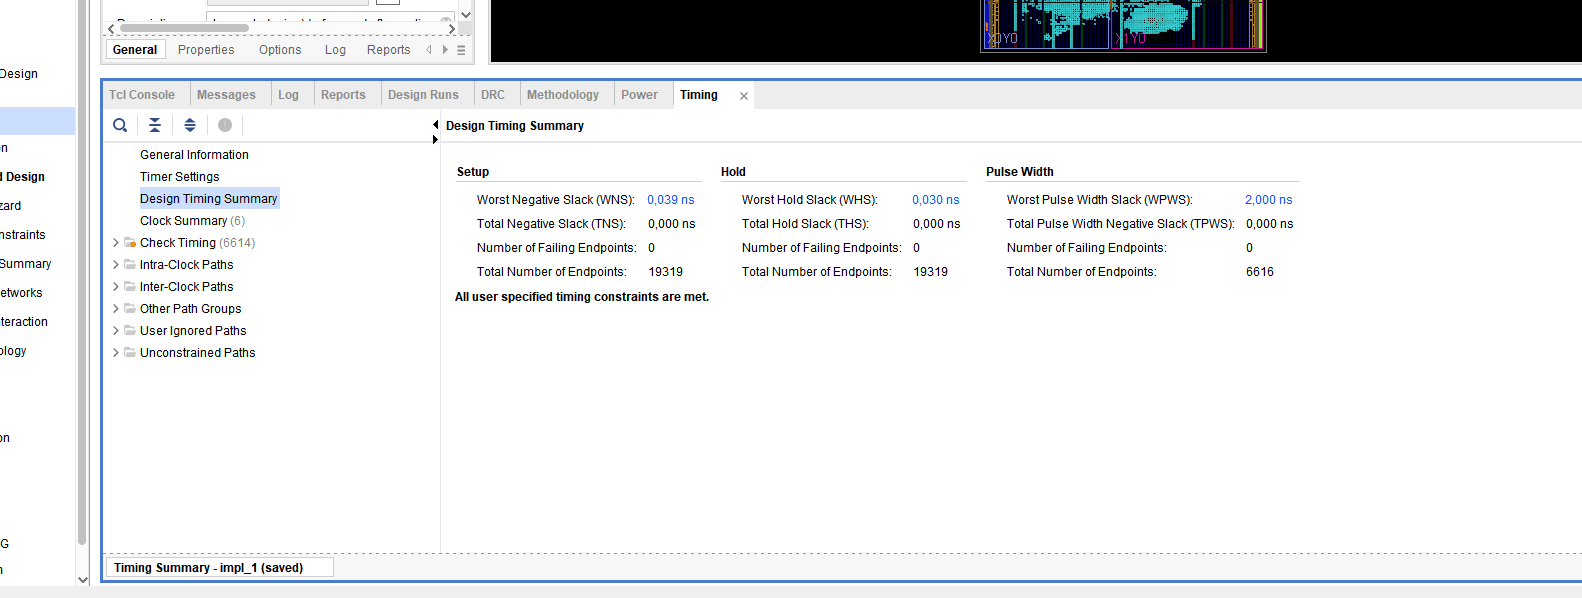 General Properties Options Log Reports
Design
n
d Design
zard
nstraints
Summary
etworks
nteraction
ology
on
G
n
X0Y0 X1Y0
Tcl Console Messages Log Reports Design Runs DRC Methodology Power Timing
General Information
Timer Settings
Design Timing Summary
Clock Summary (6)
Check Timing (6614)
Intra-Clock Paths
Inter-Clock Paths
Other Path Groups
User Ignored Paths
Unconstrained Paths
Design Timing Summary
Setup
Worst Negative Slack (WNS): 0,039 ns
Total Negative Slack (TNS): 0,000 ns
Number of Failing Endpoints: 0
Total Number of Endpoints: 19319
Hold
Worst Hold Slack (WHS): 0,030 ns
Total Hold Slack (THS): 0,000 ns
Number of Failing Endpoints: 0
Total Number of Endpoints: 19319
Pulse Width
Worst Pulse Width Slack (WPWS): 2,000 ns
Total Pulse Width Negative Slack (TPWS): 0,000 ns
Number of Failing Endpoints: 0
Total Number of Endpoints: 6616
All user specified timing constraints are met.
Timing Summary - impl_1 (saved)